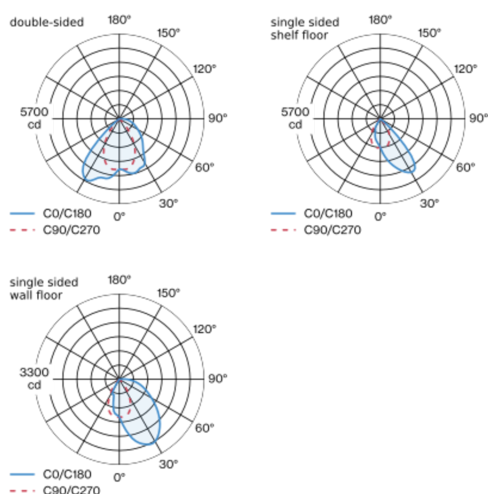 double-sided
180°
150°
120°
5700
cd
90°
60°
30°
0°
C0/C180
C90/C270
single sided
shelf floor
180°
150°
120°
5700
cd
90°
60°
30°
0°
C0/C180
C90/C270
single sided
wall floor
180°
150°
120°
3300
cd
90°
60°
30°
0°
C0/C180
C90/C270